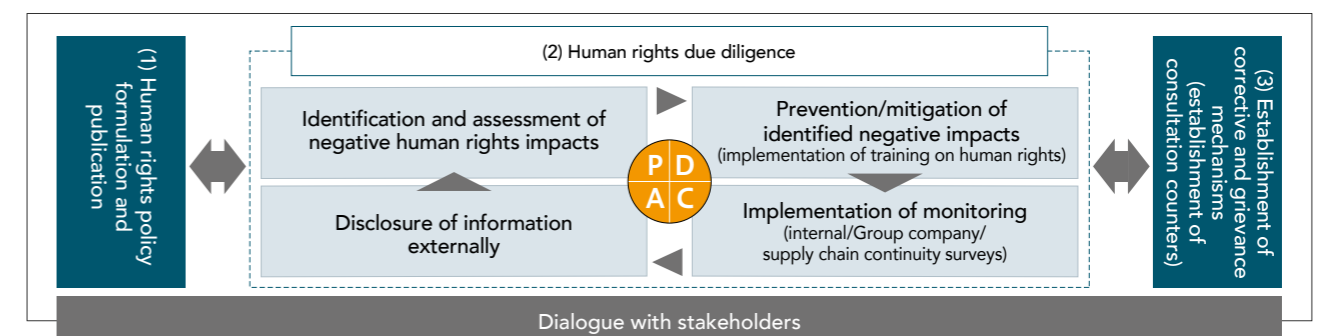 (1) Human rights policy
formulation and
publication
(2) Human rights due diligence
Identification and assessment of
negative human rights impacts
Prevention/mitigation of
identified negative impacts
(implementation of training on human rights)
P D
A C
Disclosure of information
externally
Implementation of monitoring
(internal/Group company/
supply chain continuity surveys)
(3) Establishment of
corrective and grievance
mechanisms
(establishment of
consultation counters)
Dialogue with stakeholders